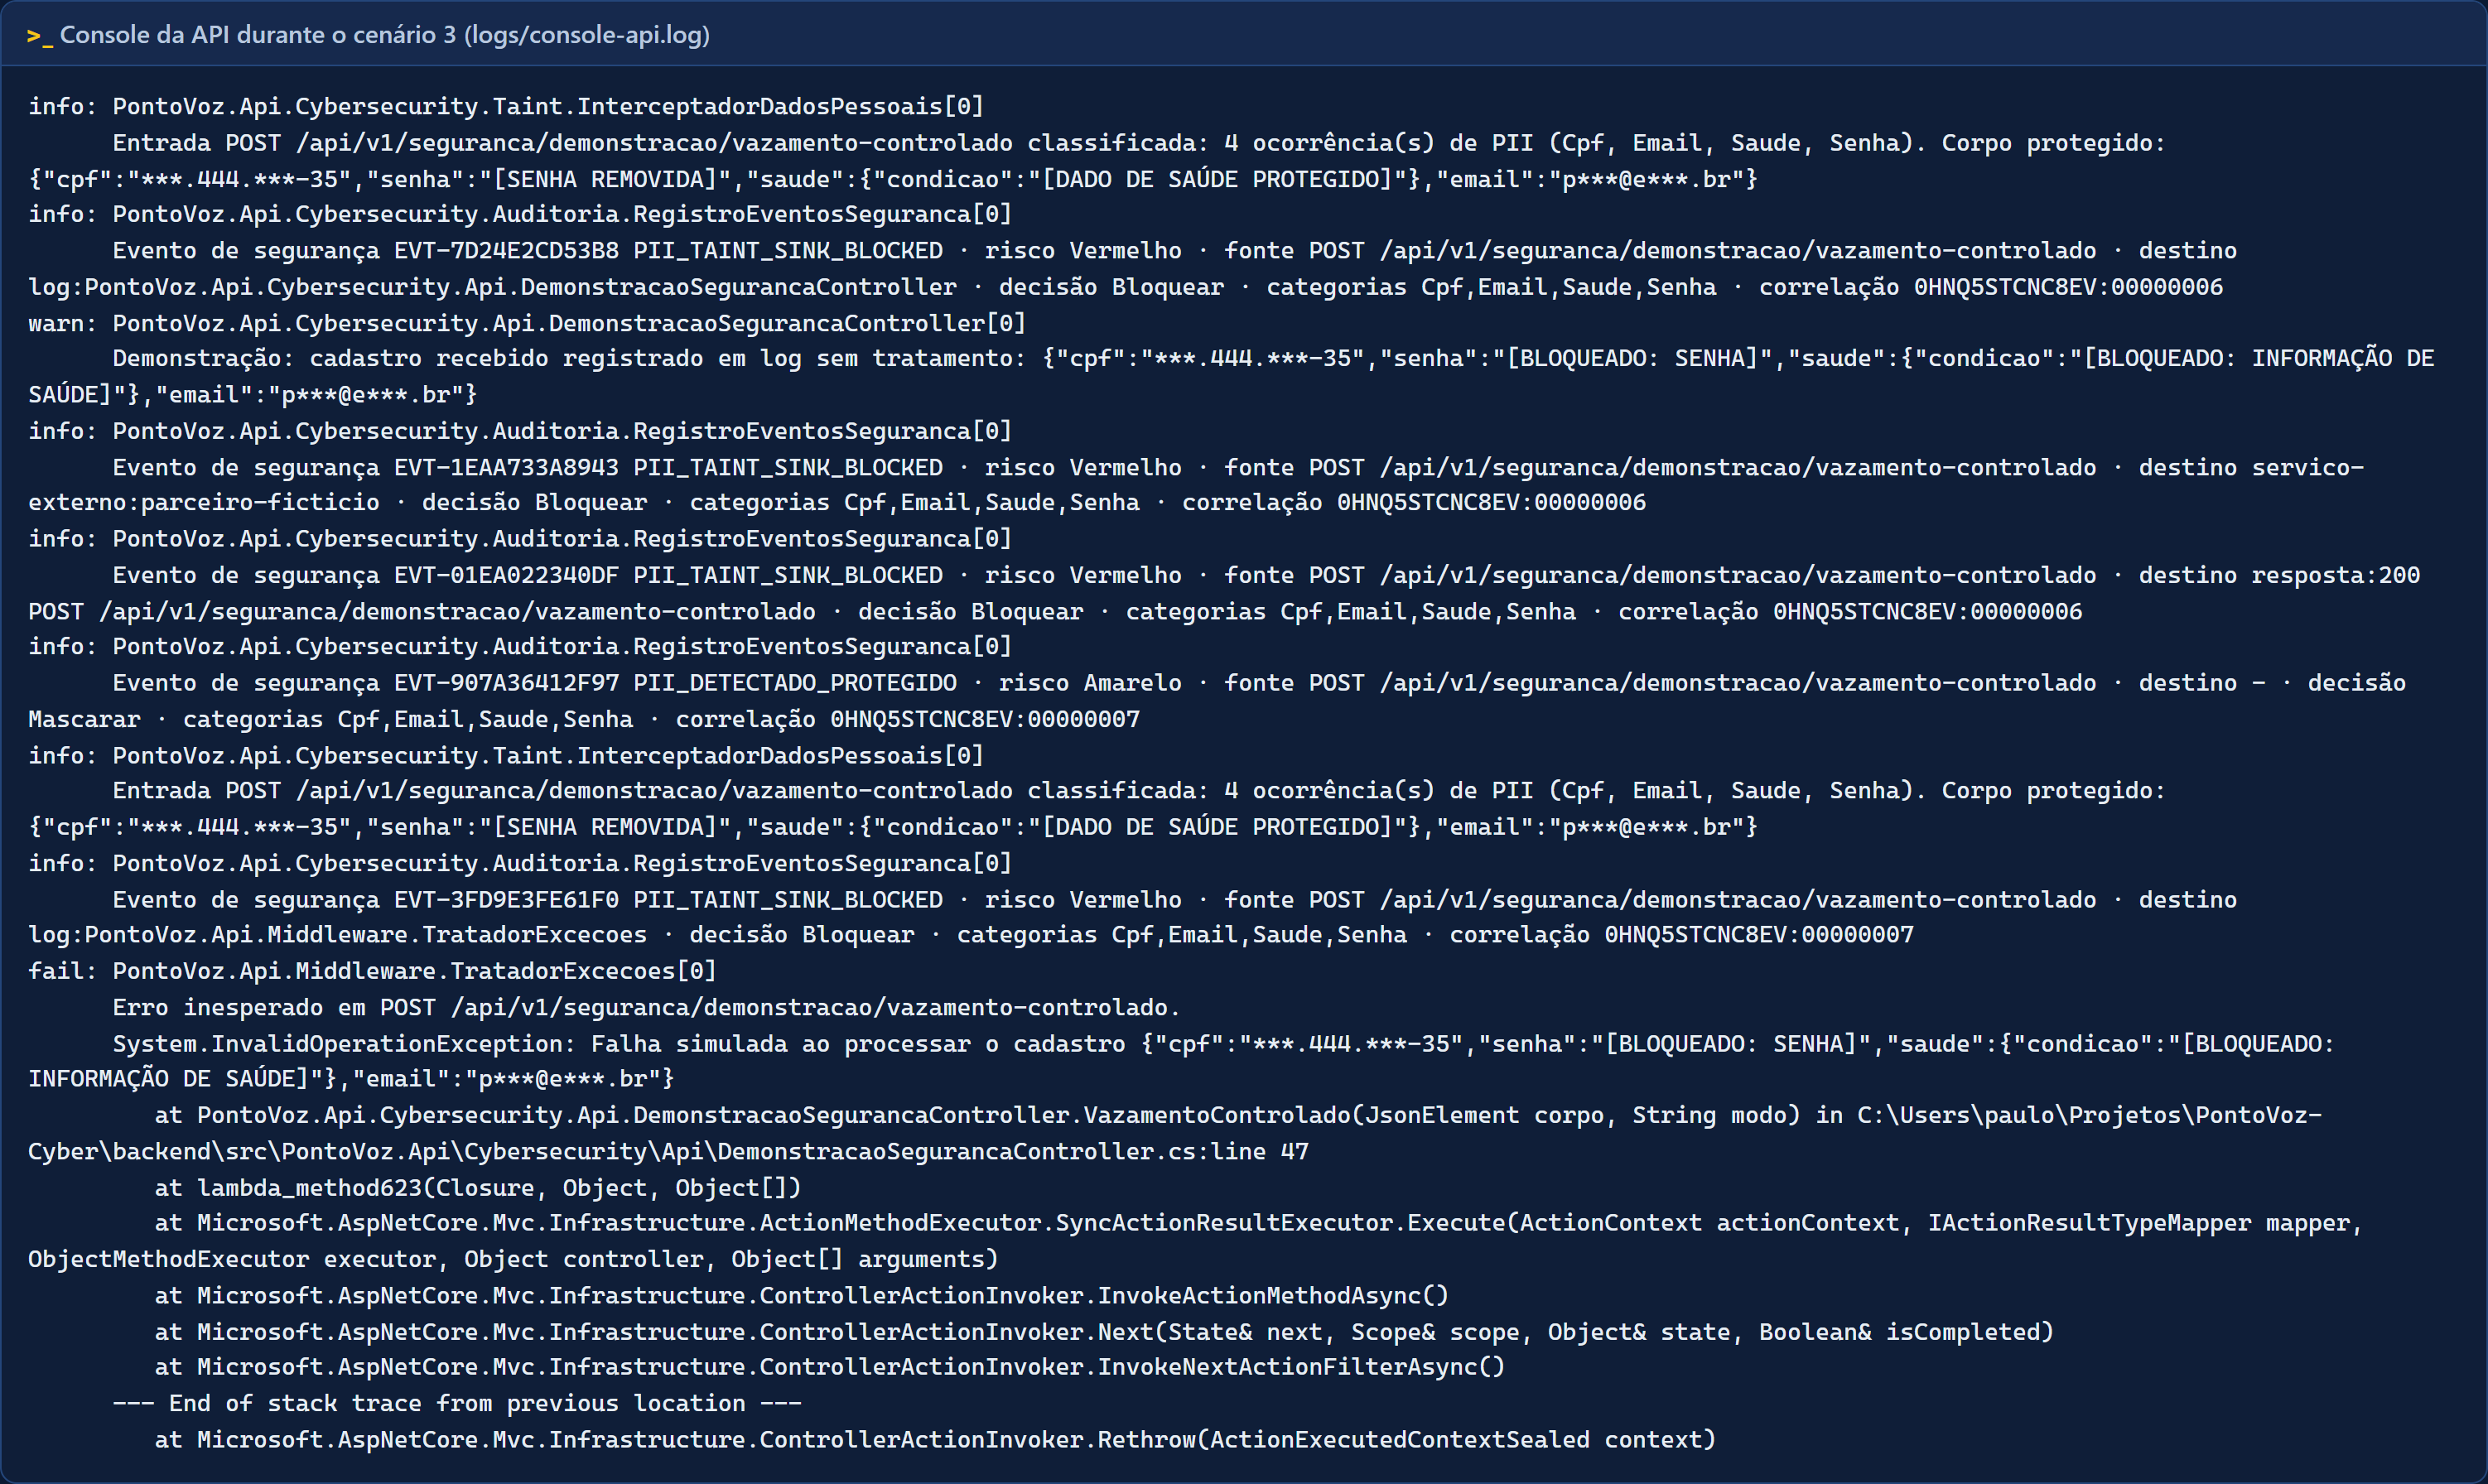 >_ Console da API durante o cenário 3 (logs/console-api.log)
info: PontoVoz.Api.Cybersecurity.Taint.InterceptadorDadosPessoais[0]
Entrada POST /api/v1/seguranca/demonstracao/vazamento-controlado classificada: 4 ocorrência(s) de PII (Cpf, Email, Saude, Senha). Corpo protegido:
{"cpf":"***.444.***-35","senha":"[SENHA REMOVIDA]","saude":{"condicao":"[DADO DE SAÚDE PROTEGIDO]"},"email":"p***@e***.br"}
info: PontoVoz.Api.Cybersecurity.Auditoria.RegistroEventosSeguranca[0]
Evento de segurança EVT-7D24E2CD53B8 PII_TAINT_SINK_BLOCKED · risco Vermelho · fonte POST /api/v1/seguranca/demonstracao/vazamento-controlado · destino
log:PontoVoz.Api.Cybersecurity.Api.DemonstracaoSegurancaController · decisão Bloquear · categorias Cpf,Email,Saude,Senha · correlação 0HNQ5STCNC8EV:00000006
warn: PontoVoz.Api.Cybersecurity.Api.DemonstracaoSegurancaController[0]
Demonstração: cadastro recebido registrado em log sem tratamento: {"cpf":"***.444.***-35","senha":"[BLOQUEADO: SENHA]","saude":{"condicao":"[BLOQUEADO: INFORMAÇÃO DE
SAÚDE]"},"email":"p***@e***.br"}
info: PontoVoz.Api.Cybersecurity.Auditoria.RegistroEventosSeguranca[0]
Evento de segurança EVT-1EAA733A8943 PII_TAINT_SINK_BLOCKED · risco Vermelho · fonte POST /api/v1/seguranca/demonstracao/vazamento-controlado · destino servico-
externo:parceiro-ficticio · decisão Bloquear · categorias Cpf,Email,Saude,Senha · correlação 0HNQ5STCNC8EV:00000006
info: PontoVoz.Api.Cybersecurity.Auditoria.RegistroEventosSeguranca[0]
Evento de segurança EVT-01EA022340DF PII_TAINT_SINK_BLOCKED · risco Vermelho · fonte POST /api/v1/seguranca/demonstracao/vazamento-controlado · destino resposta:200
POST /api/v1/seguranca/demonstracao/vazamento-controlado · decisão Bloquear · categorias Cpf,Email,Saude,Senha · correlação 0HNQ5STCNC8EV:00000006
info: PontoVoz.Api.Cybersecurity.Auditoria.RegistroEventosSeguranca[0]
Evento de segurança EVT-907A36412F97 PII_DETECTADO_PROTEGIDO · risco Amarelo · fonte POST /api/v1/seguranca/demonstracao/vazamento-controlado · destino - · decisão
Mascarar · categorias Cpf,Email,Saude,Senha · correlação 0HNQ5STCNC8EV:00000007
info: PontoVoz.Api.Cybersecurity.Taint.InterceptadorDadosPessoais[0]
Entrada POST /api/v1/seguranca/demonstracao/vazamento-controlado classificada: 4 ocorrência(s) de PII (Cpf, Email, Saude, Senha). Corpo protegido:
{"cpf":"***.444.***-35","senha":"[SENHA REMOVIDA]","saude":{"condicao":"[DADO DE SAÚDE PROTEGIDO]"},"email":"p***@e***.br"}
info: PontoVoz.Api.Cybersecurity.Auditoria.RegistroEventosSeguranca[0]
Evento de segurança EVT-3FD9E3FE61F0 PII_TAINT_SINK_BLOCKED · risco Vermelho · fonte POST /api/v1/seguranca/demonstracao/vazamento-controlado · destino
log:PontoVoz.Api.Middleware.TratadorExcecoes · decisão Bloquear · categorias Cpf,Email,Saude,Senha · correlação 0HNQ5STCNC8EV:00000007
fail: PontoVoz.Api.Middleware.TratadorExcecoes[0]
Erro inesperado em POST /api/v1/seguranca/demonstracao/vazamento-controlado.
System.InvalidOperationException: Falha simulada ao processar o cadastro {"cpf":"***.444.***-35","senha":"[BLOQUEADO: SENHA]","saude":{"condicao":"[BLOQUEADO:
INFORMAÇÃO DE SAÚDE]"},"email":"p***@e***.br"}
at PontoVoz.Api.Cybersecurity.Api.DemonstracaoSegurancaController.VazamentoControlado(JsonElement corpo, String modo) in C:\Users\paulo\Projetos\PontoVoz-
Cyber\backend\src\PontoVoz.Api\Cybersecurity\Api\DemonstracaoSegurancaController.cs:line 47
at lambda_method623(Closure, Object, Object[])
at Microsoft.AspNetCore.Mvc.Infrastructure.ActionMethodExecutor.SyncActionResultExecutor.Execute(ActionContext actionContext, IActionResultTypeMapper mapper,
ObjectMethodExecutor executor, Object controller, Object[] arguments)
at Microsoft.AspNetCore.Mvc.Infrastructure.ControllerActionInvoker.InvokeActionMethodAsync()
at Microsoft.AspNetCore.Mvc.Infrastructure.ControllerActionInvoker.Next(State& next, Scope& scope, Object& state, Boolean& isCompleted)
at Microsoft.AspNetCore.Mvc.Infrastructure.ControllerActionInvoker.InvokeNextActionFilterAsync()
--- End of stack trace from previous location ---
at Microsoft.AspNetCore.Mvc.Infrastructure.ControllerActionInvoker.Rethrow(ActionExecutedContextSealed context)